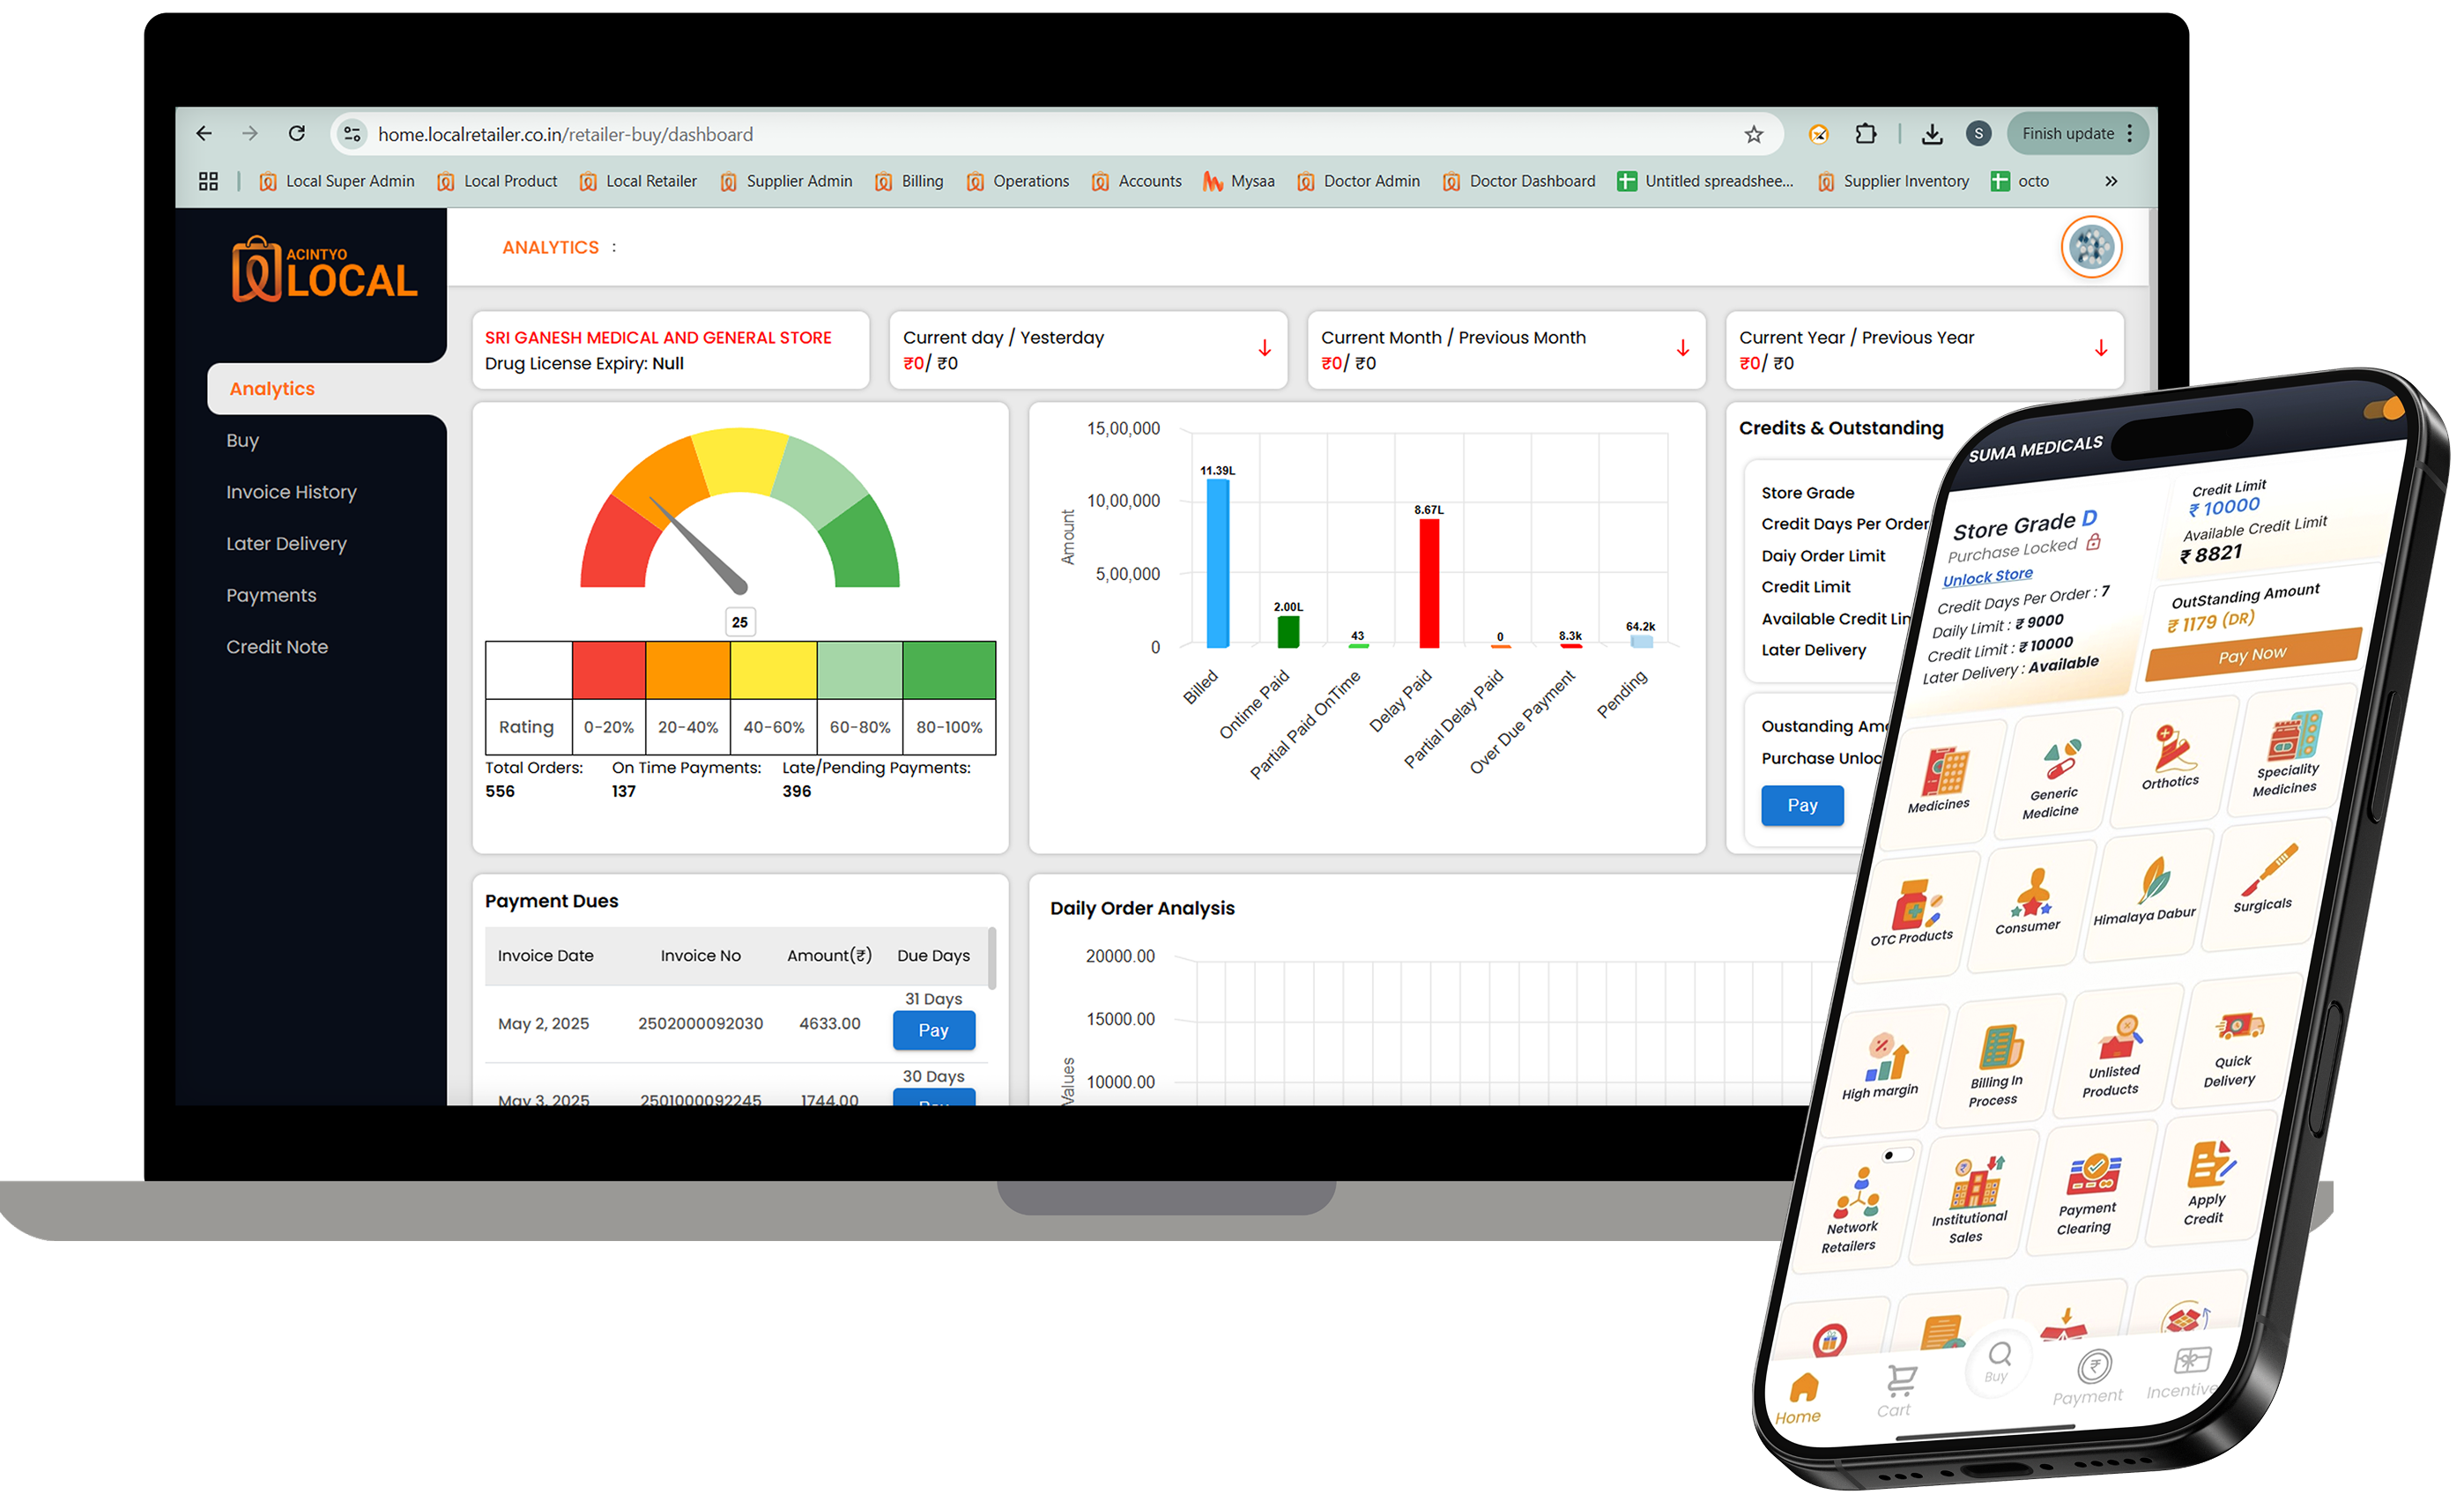 home.localretailer.co.in/retailer-buy/dashboard
S
Finish update
Local Super Admin
Local Product
Local Retailer
Supplier Admin
Billing
Operations
Accounts
Mysaa
Doctor Admin
Doctor Dashboard
Untitled spreadshee...
Supplier Inventory
octo
»
ACINTYO
LOCAL
Analytics
Buy
Invoice History
Later Delivery
Payments
Credit Note
ANALYTICS :
SRI GANESH MEDICAL AND GENERAL STORE
Drug License Expiry: Null
Current day / Yesterday
₹0/ ₹0
Current Month / Previous Month
₹0/ ₹0
Current Year / Previous Year
₹0/ ₹0
25
Rating 0-20% 20-40% 40-60% 60-80% 80-100%
Total Orders: On Time Payments: Late/Pending Payments:
556 137 396
15,00,000
10,00,000
5,00,000
0
Amount
11.39L
2.00L
43
8.67L
0
8.3k
64.2k
Billed
Ontime Paid
Partial Paid OnTime
Delay Paid
Partial Delay Paid
Over Due Payment
Pending
Credits & Outstanding
Store Grade
Credit Days Per Order
Daiy Order Limit
Credit Limit
Available Credit Lin
Later Delivery
Oustanding Am
Purchase Unloc
Pay
Payment Dues
Invoice Date Invoice No Amount(₹) Due Days
31 Days
May 2, 2025 2502000092030 4633.00 Pay
30 Days
May 3, 2025 2501000092245 1744.00 Pay
Daily Order Analysis
20000.00
15000.00
10000.00
Values
SUMA MEDICALS
Store Grade D
Purchase Locked
Unlock Store
Credit Days Per Order : 7
Daily Limit : ₹ 9000
Credit Limit : ₹ 10000
Later Delivery : Available
Credit Limit
₹ 10000
Available Credit Limit
₹ 8821
OutStanding Amount
₹ 1179 (DR)
Pay Now
Medicines
Generic
Medicine
Orthotics
Speciality
Medicines
OTC Products
Consumer
Himalaya Dabur
Surgicals
High margin
Billing In
Process
Unlisted
Products
Quick
Delivery
Network
Retailers
Institutional
Sales
Payment
Clearing
Apply
Credit
Home
Cart
Buy
Payment
Incentive